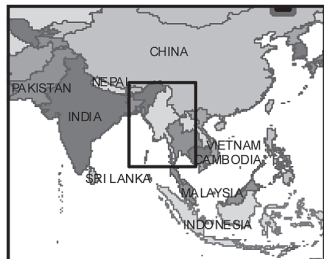 CHINA
NEPAL
PAKISTAN
INDIA
VIETNAM
CAMBODIA
SRI LANKA
MALAYSIA
INDONESIA